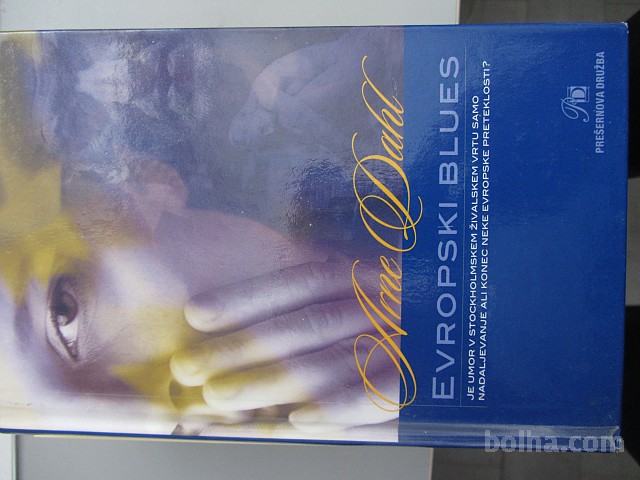 Arne Dahl
EVROPSKI BLUES
JE UMOR V STOCKHOLMSKEM ŽIVALSKEM VRTU SAMO
NADALJEVANJE ALI KONEC NEKE EVROPSKE PRETEKLOSTI?
PREŠERNOVA DRUŽBA
bolha.com